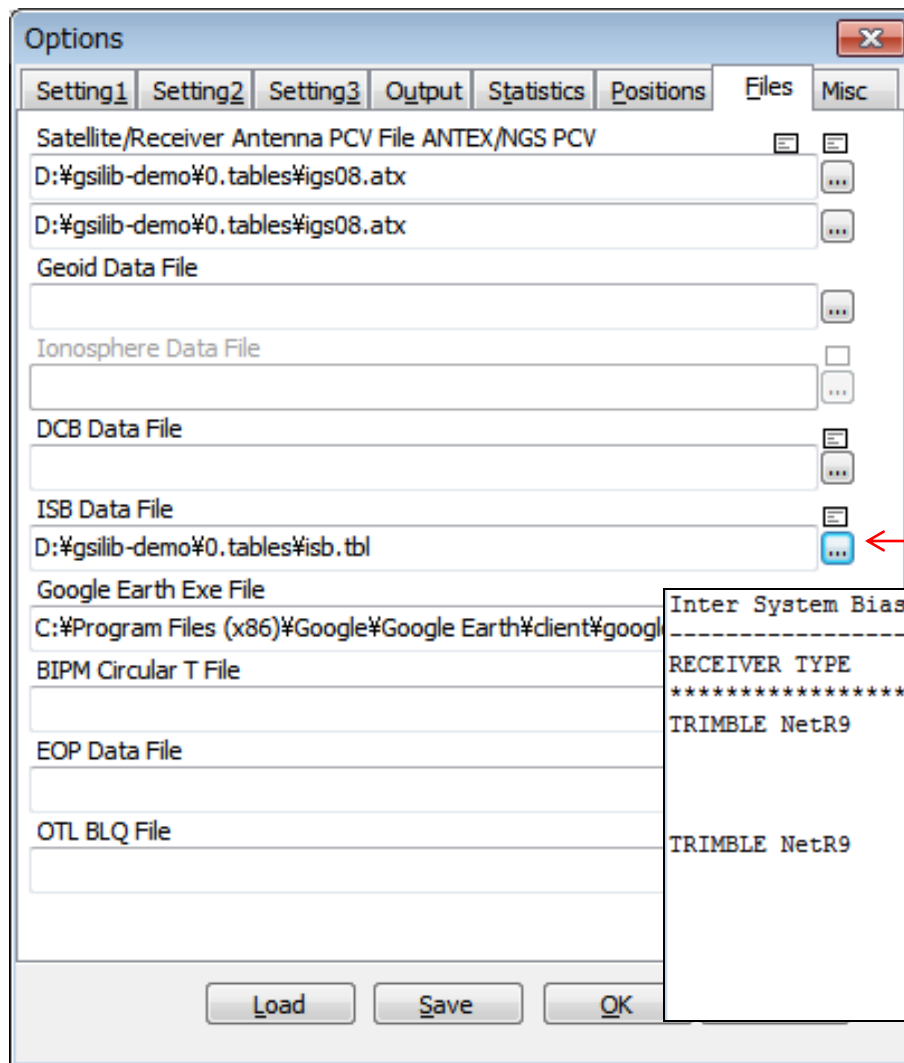 Options
Setting1 Setting2 Setting3 Output Statistics Positions Files Misc
Satellite/Receiver Antenna PCV File ANTEX/NGS PCV
D:¥gsilib-demo¥0.tables¥igs08.atx
...
D:¥gsilib-demo¥0.tables¥igs08.atx
...
Geoid Data File
...
Ionosphere Data File
...
DCB Data File
...
ISB Data File
D:¥gsilib-demo¥0.tables¥isb.tbl
...
Google Earth Exe File
C:¥Program Files (x86)¥Google¥Google Earth¥client¥googl
BIPM Circular T File
EOP Data File
OTL BLQ File
Load Save OK
Inter System Bias
-----------------
RECEIVER TYPE
*****************
TRIMBLE NetR9
TRIMBLE NetR9